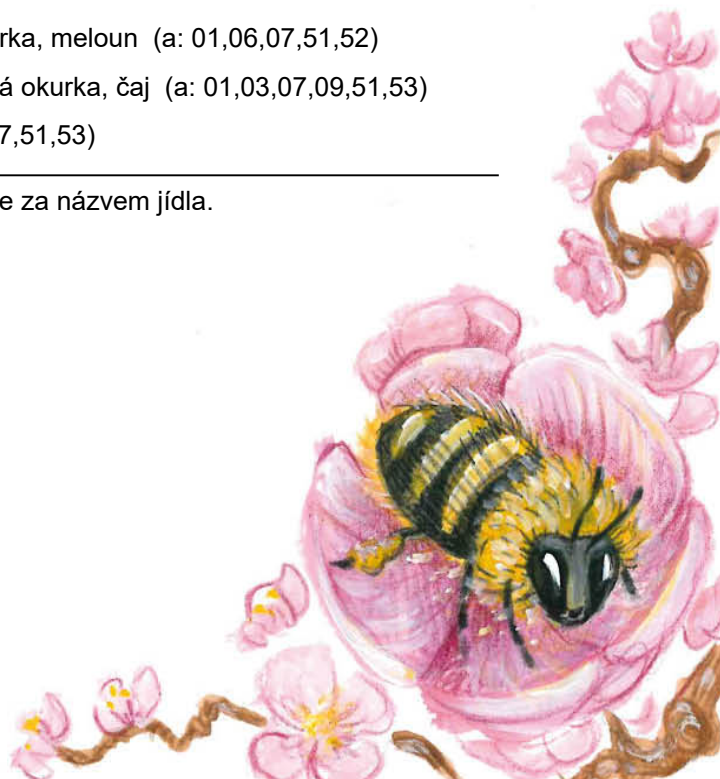 rka, meloun (a: 01,06,07,51,52)
á okurka, čaj (a: 01,03,07,09,51,53)
7,51,53)
e za názvem jídla.